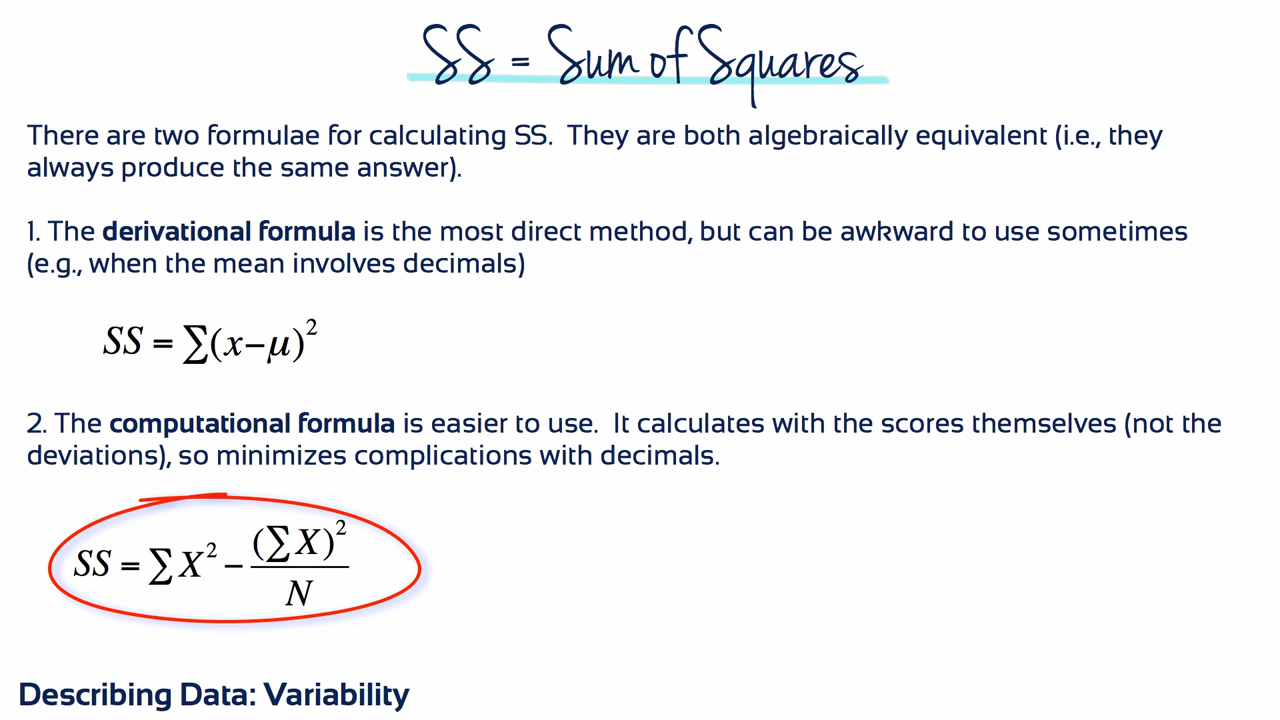 SS = Sum of Squares
There are two formulae for calculating SS. They are both algebraically equivalent (i.e., they
always produce the same answer).
1. The derivational formula is the most direct method, but can be awkward to use sometimes
(e.g., when the mean involves decimals)
SS = ∑(x−μ)²
2. The computational formula is easier to use. It calculates with the scores themselves (not the
deviations), so minimizes complications with decimals.
SS = ∑X² − (∑X)²/N
Describing Data: Variability